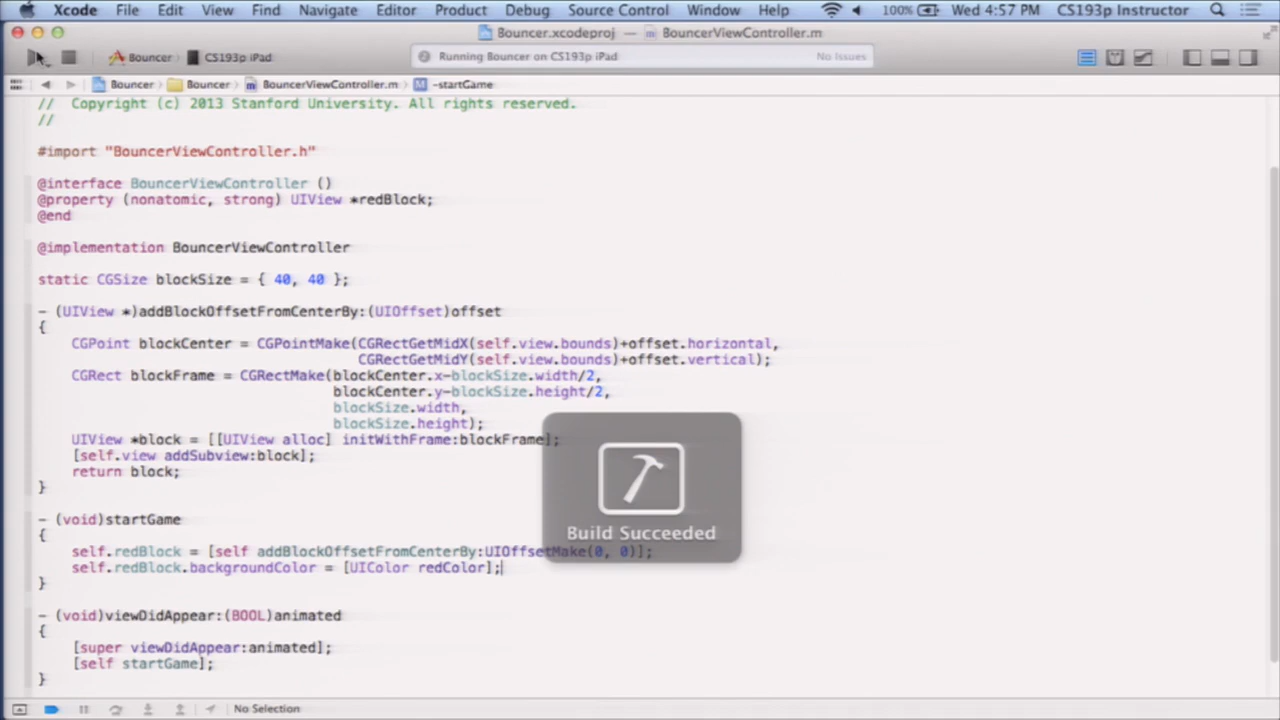 Xcode File Edit View Find Navigate Editor Product Debug Source Control Window Help 100% Wed 4:57 PM CS193p Instructor
Bouncer.xcodeproj — BouncerViewController.m
Bouncer CS193p iPad Running Bouncer on CS193p iPad No Issues
Bouncer Bouncer BouncerViewController.m M -startGame
// Copyright (c) 2013 Stanford University. All rights reserved.
//
#import "BouncerViewController.h"
@interface BouncerViewController ()
@property (nonatomic, strong) UIView *redBlock;
@end
@implementation BouncerViewController
static CGSize blockSize = { 40, 40 };
- (UIView *)addBlockOffsetFromCenterBy:(UIOffset)offset
{
CGPoint blockCenter = CGPointMake(CGRectGetMidX(self.view.bounds)+offset.horizontal,
CGRectGetMidY(self.view.bounds)+offset.vertical);
CGRect blockFrame = CGRectMake(blockCenter.x-blockSize.width/2,
blockCenter.y-blockSize.height/2,
blockSize.width,
blockSize.height);
UIView *block = [[UIView alloc] initWithFrame:blockFrame];
[self.view addSubview:block];
return block;
}
- (void)startGame
{
self.redBlock = [self addBlockOffsetFromCenterBy:UIOffsetMake(0, 0)];
self.redBlock.backgroundColor = [UIColor redColor];
}
- (void)viewDidAppear:(BOOL)animated
{
[super viewDidAppear:animated];
[self startGame];
}
Build Succeeded
No Selection